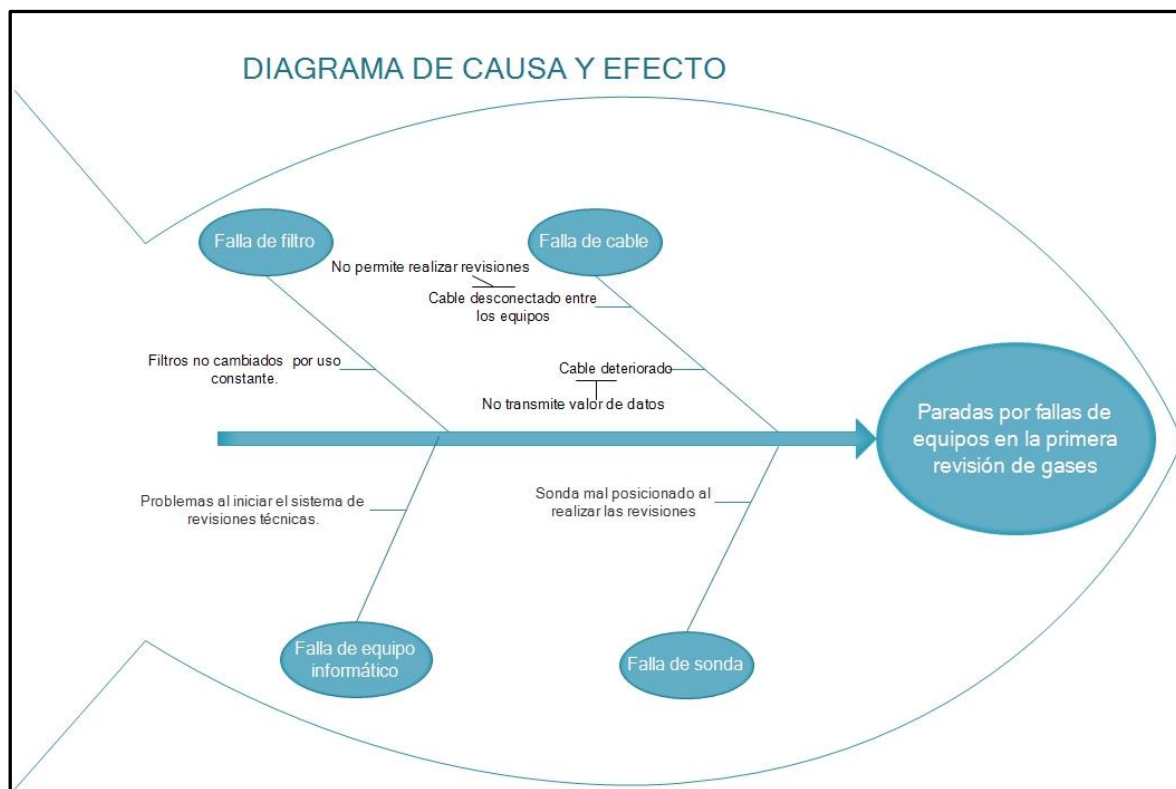 DIAGRAMA DE CAUSA Y EFECTO
Falla de filtro
Falla de cable
No permite realizar revisiones
Cable desconectado entre
los equipos
Filtros no cambiados por uso
constante.
Cable deteriorado
No transmite valor de datos
Paradas por fallas de
equipos en la primera
revisión de gases
Problemas al iniciar el sistema de
revisiones técnicas.
Sonda mal posicionado al
realizar las revisiones
Falla de equipo
informático
Falla de sonda